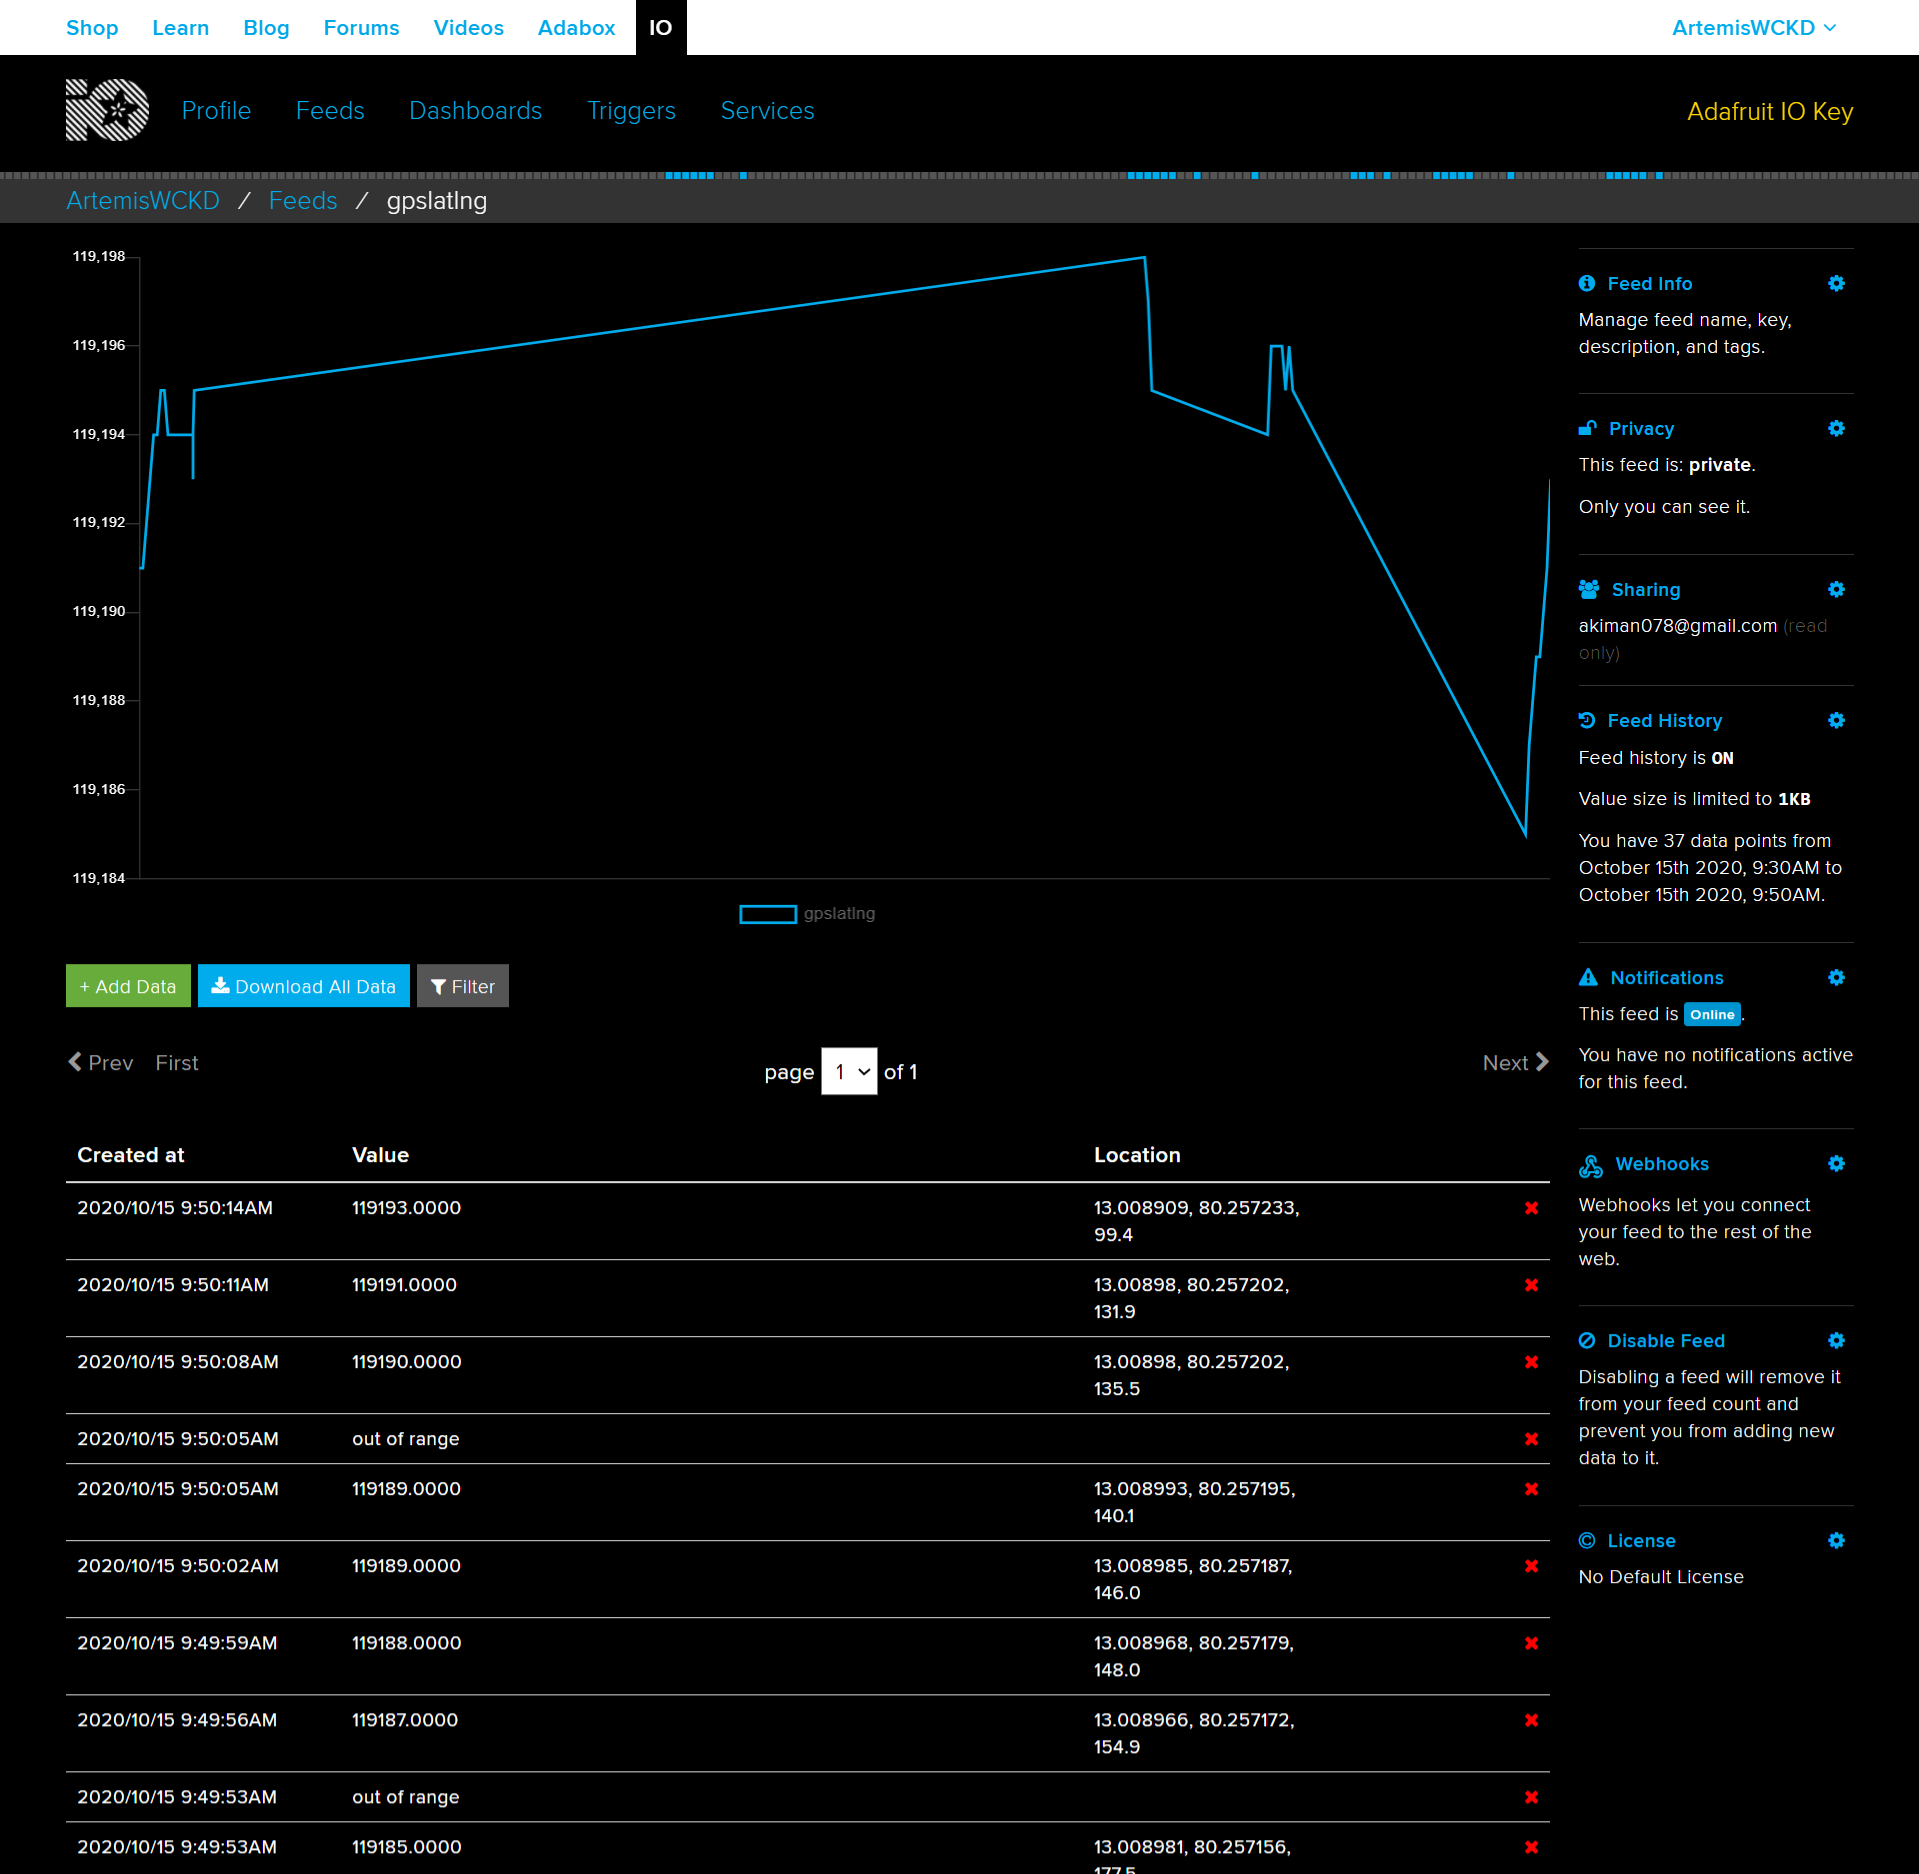 Shop Learn Blog Forums Videos Adabox IO ArtemisWCKD
Profile Feeds Dashboards Triggers Services Adafruit IO Key
ArtemisWCKD / Feeds / gpslatlng
119,198
119,196
119,194
119,192
119,190
119,188
119,186
119,184
gpslatlng
+ Add Data Download All Data Filter
Prev First page 1 of 1 Next
Created at Value Location
2020/10/15 9:50:14AM 119193.0000 13.008909, 80.257233,
99.4
2020/10/15 9:50:11AM 119191.0000 13.00898, 80.257202,
131.9
2020/10/15 9:50:08AM 119190.0000 13.00898, 80.257202,
135.5
2020/10/15 9:50:05AM out of range
2020/10/15 9:50:05AM 119189.0000 13.008993, 80.257195,
140.1
2020/10/15 9:50:02AM 119189.0000 13.008985, 80.257187,
146.0
2020/10/15 9:49:59AM 119188.0000 13.008968, 80.257179,
148.0
2020/10/15 9:49:56AM 119187.0000 13.008966, 80.257172,
154.9
2020/10/15 9:49:53AM out of range
2020/10/15 9:49:53AM 119185.0000 13.008981, 80.257156,
177.5
Feed Info
Manage feed name, key,
description, and tags.
Privacy
This feed is: private.
Only you can see it.
Sharing
akiman078@gmail.com (read
only)
Feed History
Feed history is ON
Value size is limited to 1KB
You have 37 data points from
October 15th 2020, 9:30AM to
October 15th 2020, 9:50AM.
Notifications
This feed is Online.
You have no notifications active
for this feed.
Webhooks
Webhooks let you connect
your feed to the rest of the
web.
Disable Feed
Disabling a feed will remove it
from your feed count and
prevent you from adding new
data to it.
License
No Default License